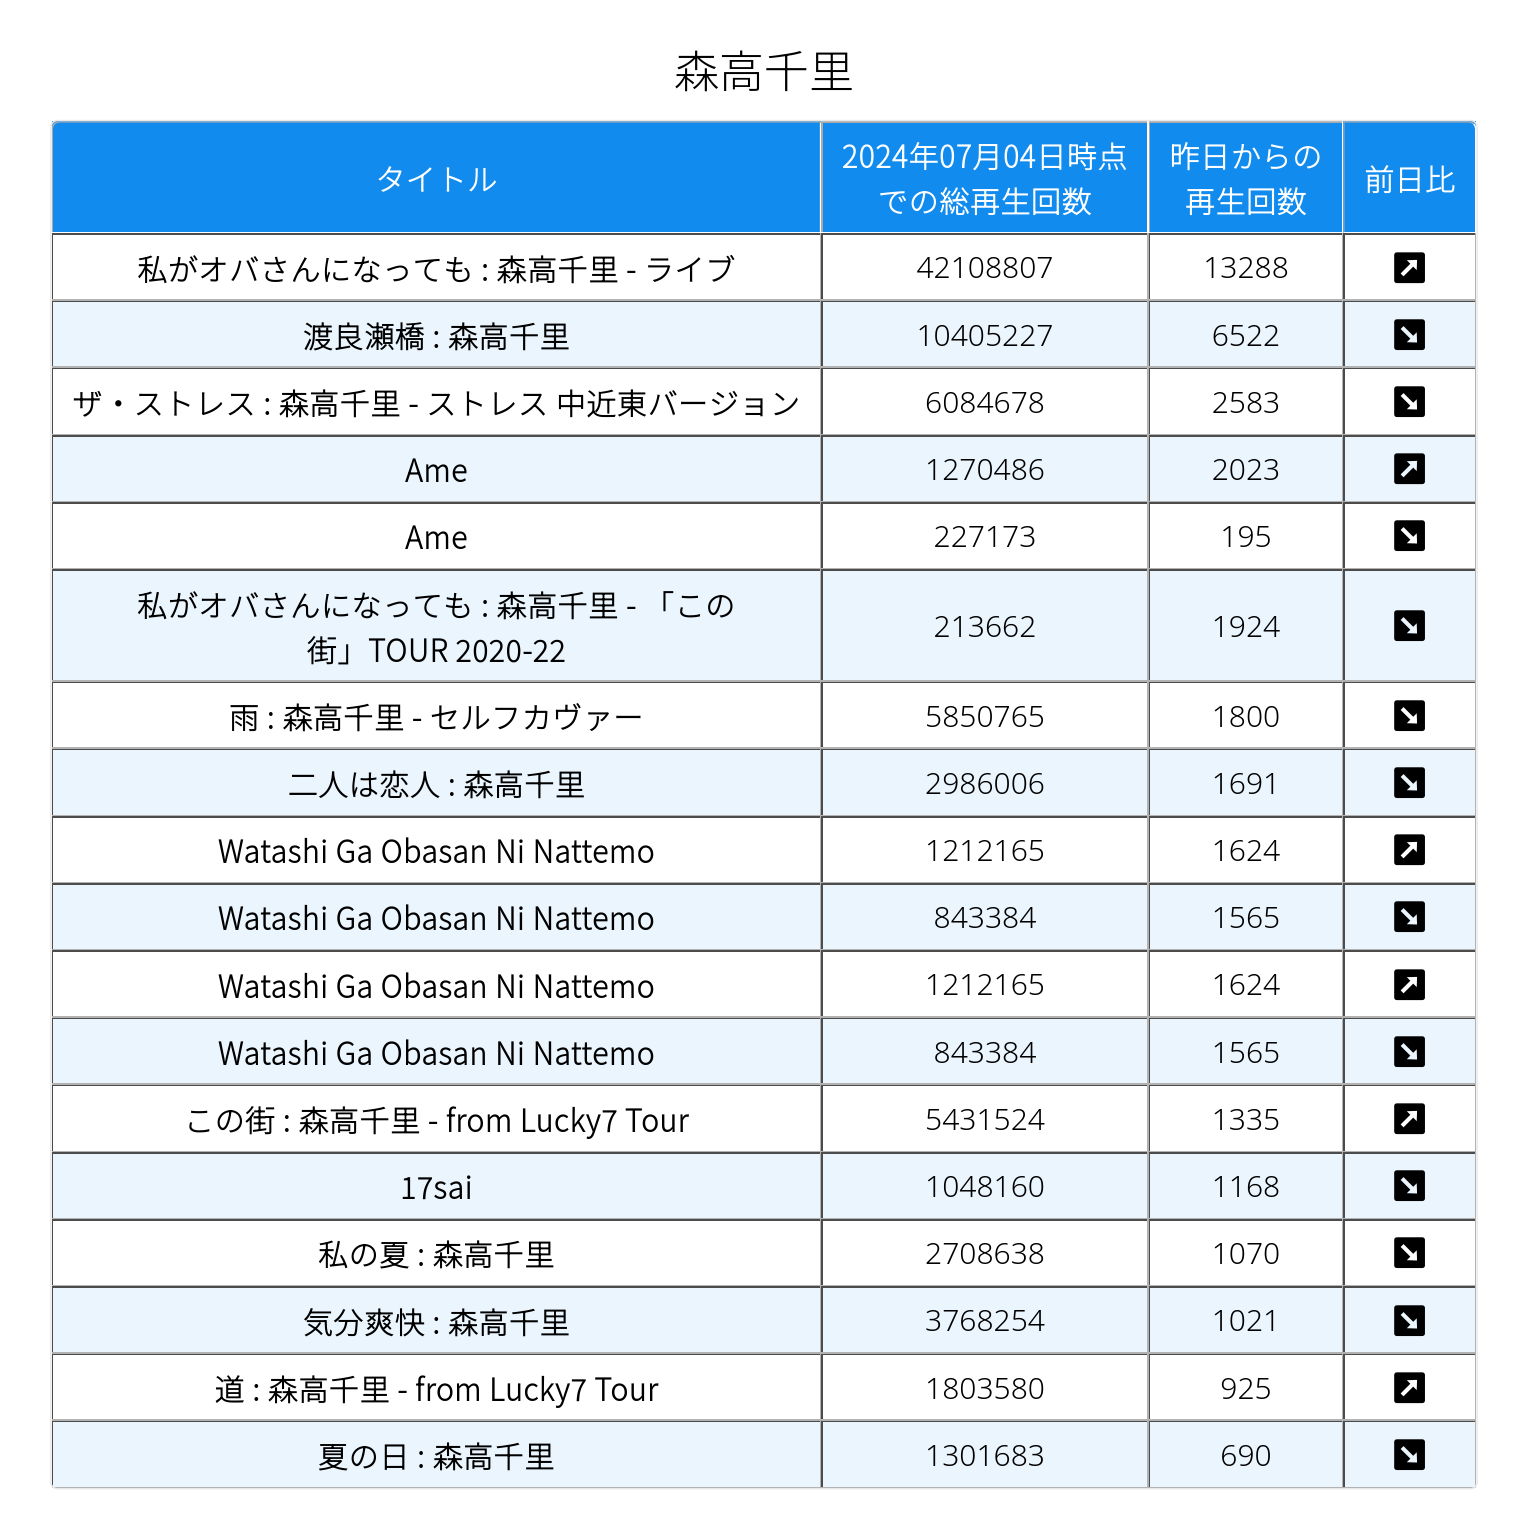 森高千里
タイトル
2024年07月04日時点
での総再生回数
昨日からの
再生回数
前日比
私がオバさんになっても : 森高千里 - ライブ 42108807 13288
渡良瀬橋 : 森高千里 10405227 6522
ザ・ストレス : 森高千里 - ストレス 中近東バージョン 6084678 2583
Ame 1270486 2023
Ame 227173 195
私がオバさんになっても : 森高千里 - 「この
街」TOUR 2020-22 213662 1924
雨 : 森高千里 - セルフカヴァー 5850765 1800
二人は恋人 : 森高千里 2986006 1691
Watashi Ga Obasan Ni Nattemo 1212165 1624
Watashi Ga Obasan Ni Nattemo 843384 1565
Watashi Ga Obasan Ni Nattemo 1212165 1624
Watashi Ga Obasan Ni Nattemo 843384 1565
この街 : 森高千里 - from Lucky7 Tour 5431524 1335
17sai 1048160 1168
私の夏 : 森高千里 2708638 1070
気分爽快 : 森高千里 3768254 1021
道 : 森高千里 - from Lucky7 Tour 1803580 925
夏の日 : 森高千里 1301683 690